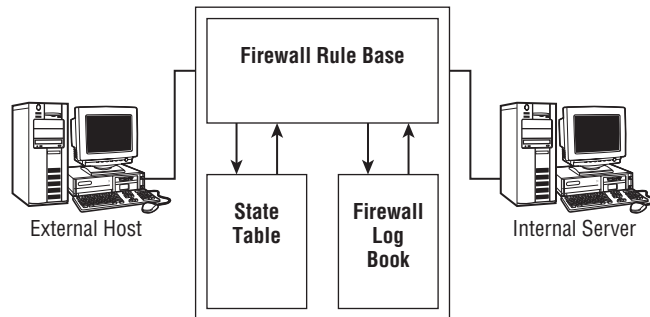 Firewall Rule Base
State
Table
Firewall
Log
Book
External Host
Internal Server